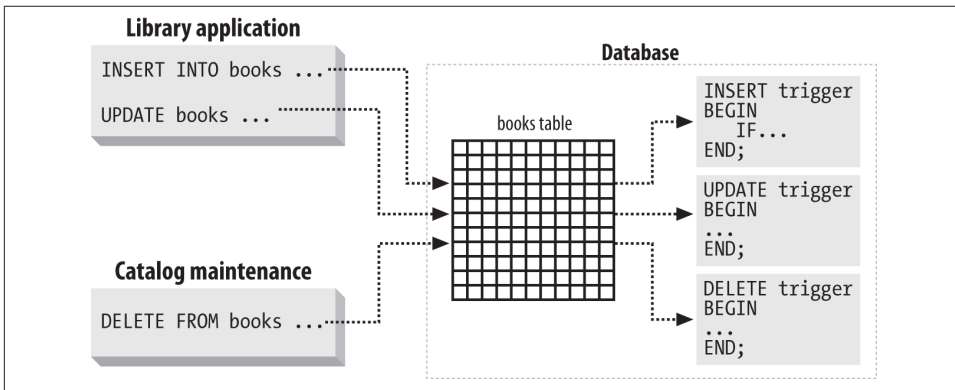 Library application
INSERT INTO books ...
UPDATE books ...
Catalog maintenance
DELETE FROM books ...
Database
books table
INSERT trigger
BEGIN
IF...
END;
UPDATE trigger
BEGIN
...
END;
DELETE trigger
BEGIN
...
END;